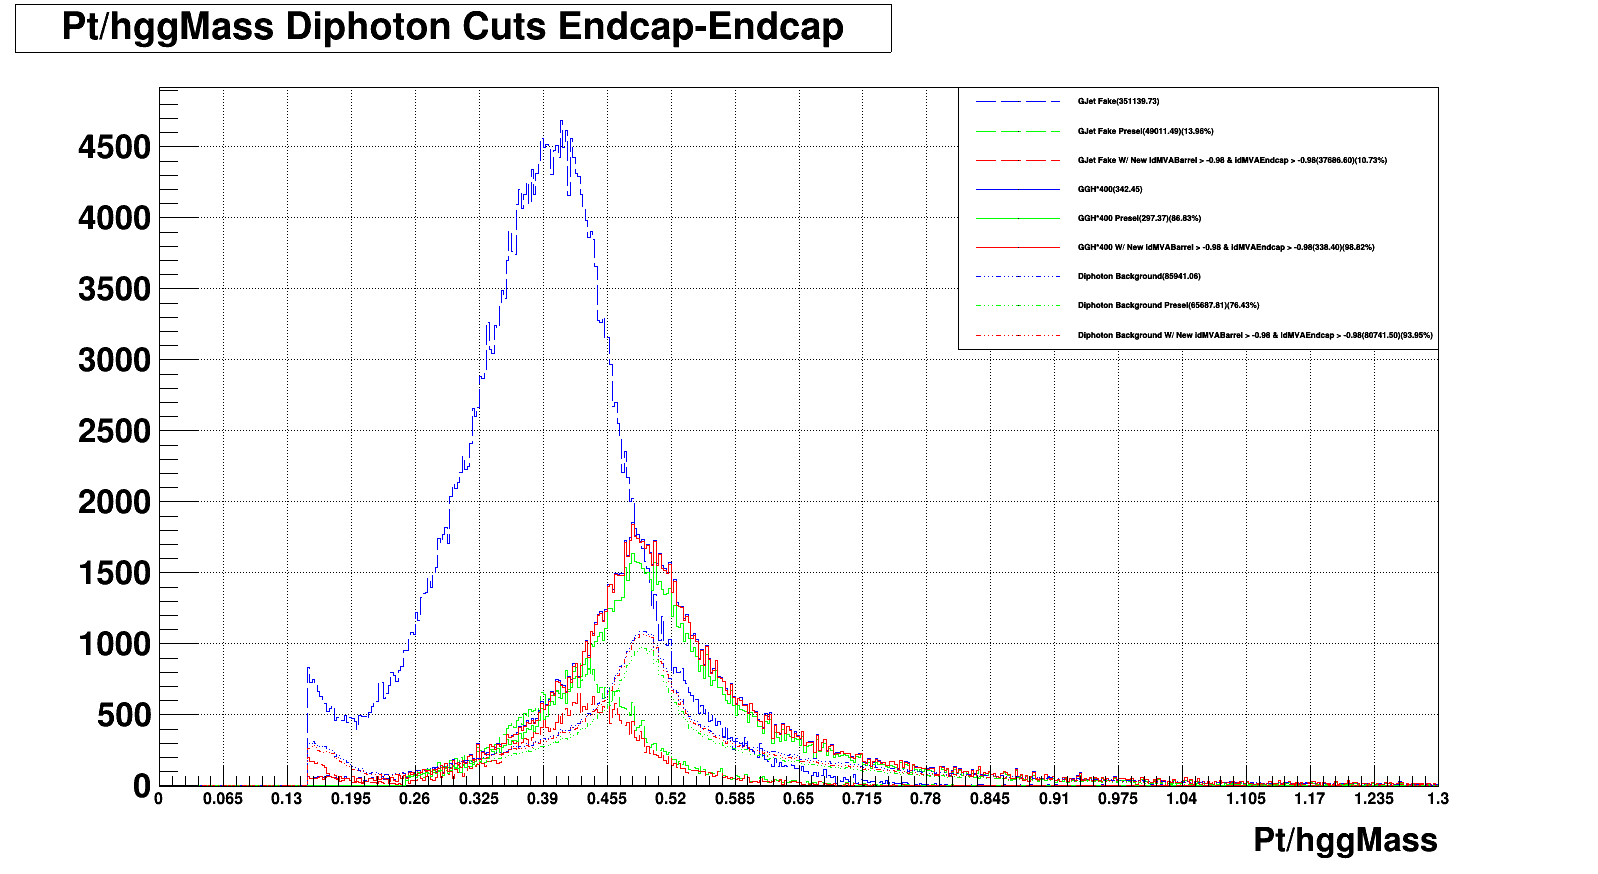 Pt/hggMass Diphoton Cuts Endcap-Endcap
GJet Fake(351139.73)
GJet Fake Presel(49011.49)(13.96%)
GJet Fake W/ New idMVABarrel > -0.98 & idMVAEndcap > -0.98(37686.60)(10.73%)
GGH*400(342.45)
GGH*400 Presel(297.37)(86.83%)
GGH*400 W/ New idMVABarrel > -0.98 & idMVAEndcap > -0.98(338.40)(98.82%)
Diphoton Background(85941.06)
Diphoton Background Presel(65687.81)(76.43%)
Diphoton Background W/ New idMVABarrel > -0.98 & idMVAEndcap > -0.98(80741.50)(93.95%)
4500
4000
3500
3000
2500
2000
1500
1000
500
0
0 0.065 0.13 0.195 0.26 0.325 0.39 0.455 0.52 0.585 0.65 0.715 0.78 0.845 0.91 0.975 1.04 1.105 1.17 1.235 1.3
Pt/hggMass